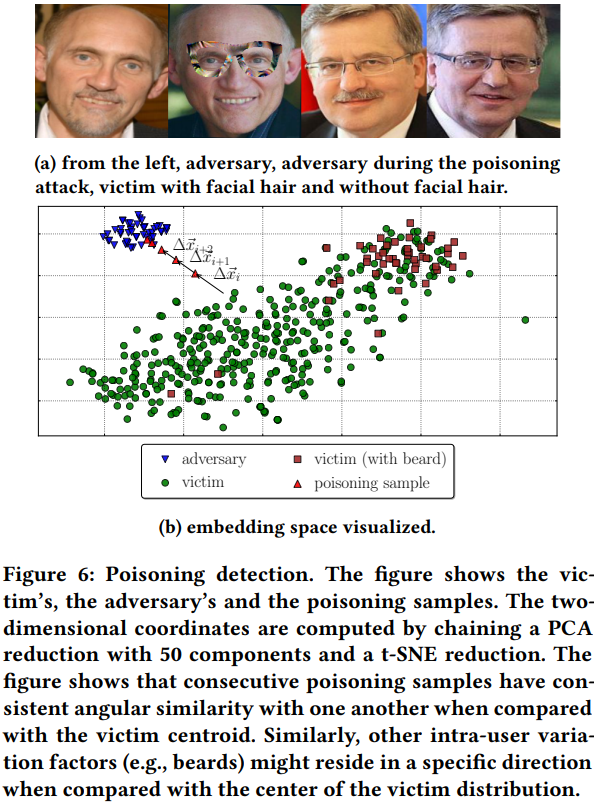 (a) from the left, adversary, adversary during the poisoning
attack, victim with facial hair and without facial hair.
Δx⃗ᵢ₊₂
Δx⃗ᵢ₊₁
Δx⃗ᵢ
adversary
victim (with beard)
victim
poisoning sample
(b) embedding space visualized.
Figure 6: Poisoning detection. The figure shows the vic-
tim's, the adversary's and the poisoning samples. The two-
dimensional coordinates are computed by chaining a PCA
reduction with 50 components and a t-SNE reduction. The
figure shows that consecutive poisoning samples have con-
sistent angular similarity with one another when compared
with the victim centroid. Similarly, other intra-user varia-
tion factors (e.g., beards) might reside in a specific direction
when compared with the center of the victim distribution.